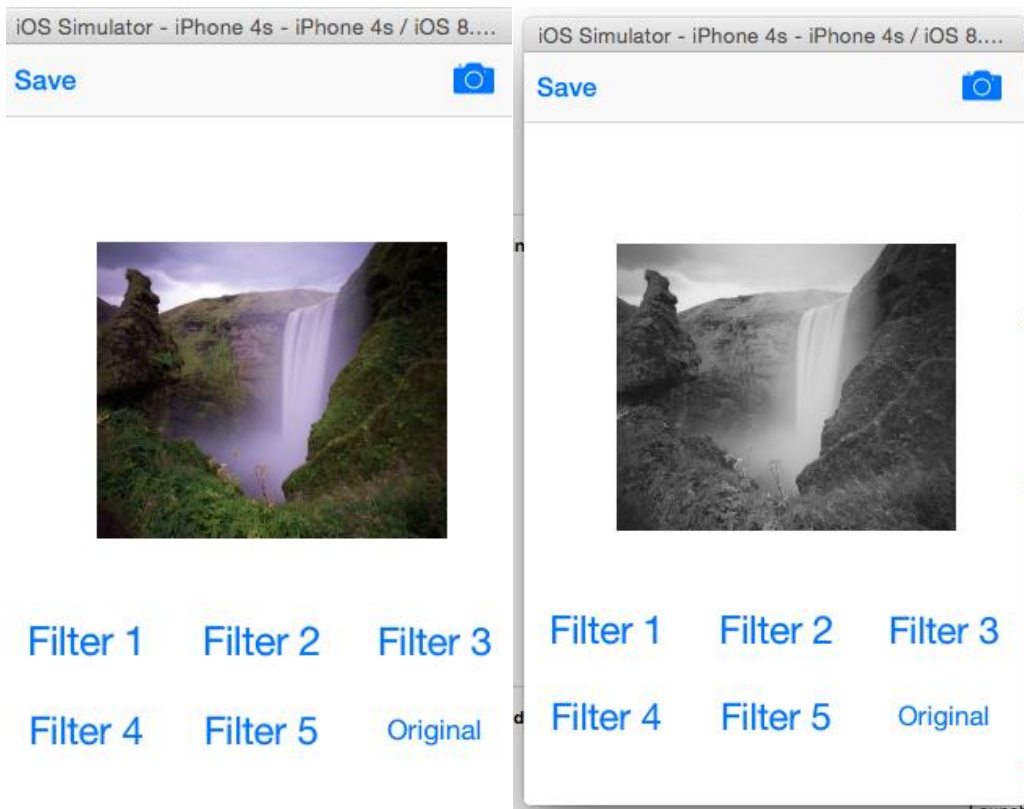 iOS Simulator - iPhone 4s - iPhone 4s / iOS 8....
Save
Filter 1 Filter 2 Filter 3
Filter 4 Filter 5 Original
iOS Simulator - iPhone 4s - iPhone 4s / iOS 8....
Save
Filter 1 Filter 2 Filter 3
Filter 4 Filter 5 Original